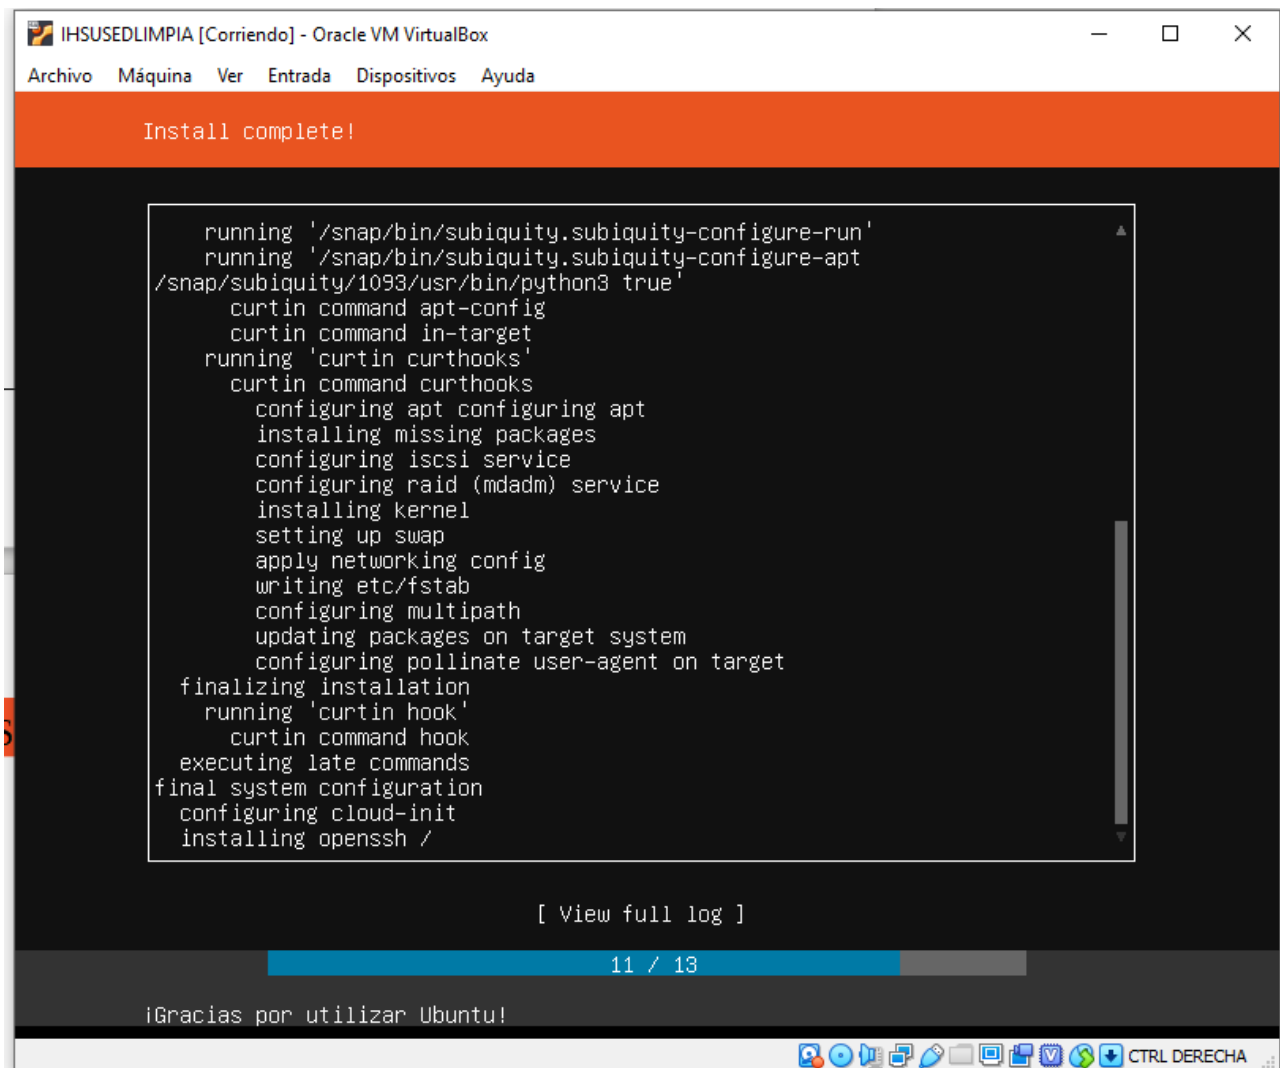 IHSUSEDLIMPIA [Corriendo] - Oracle VM VirtualBox
Archivo Máquina Ver Entrada Dispositivos Ayuda
Install complete!
running '/snap/bin/subiquity.subiquity-configure-run'
running '/snap/bin/subiquity.subiquity-configure-apt
/snap/subiquity/1093/usr/bin/python3 true'
curtin command apt-config
curtin command in-target
running 'curtin curthooks'
curtin command curthooks
configuring apt configuring apt
installing missing packages
configuring iscsi service
configuring raid (mdadm) service
installing kernel
setting up swap
apply networking config
writing etc/fstab
configuring multipath
updating packages on target system
configuring pollinate user-agent on target
finalizing installation
running 'curtin hook'
curtin command hook
executing late commands
final system configuration
configuring cloud-init
installing openssh /
[ View full log ]
11 / 13
¡Gracias por utilizar Ubuntu!
CTRL DERECHA